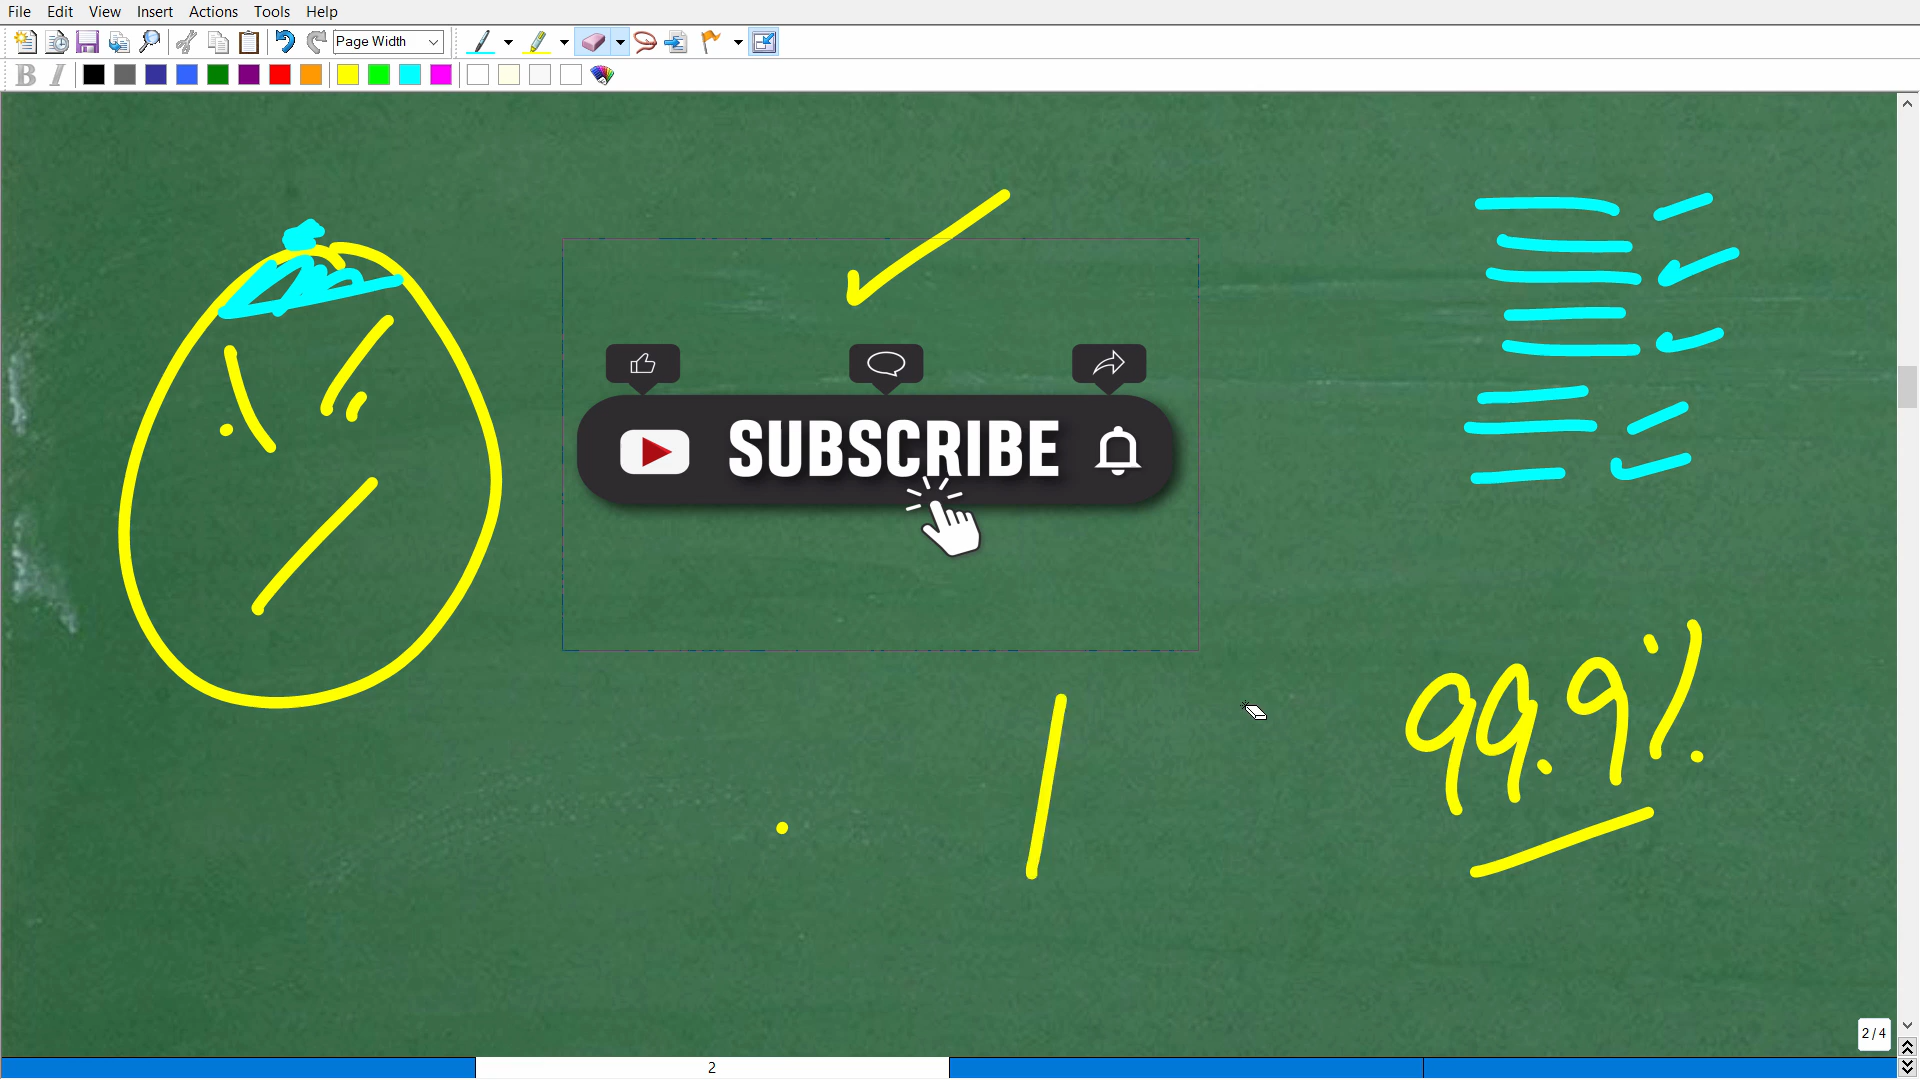 File Edit View Insert Actions Tools Help
Page Width
B I
SUBSCRIBE
99.9%.
2 / 4
2